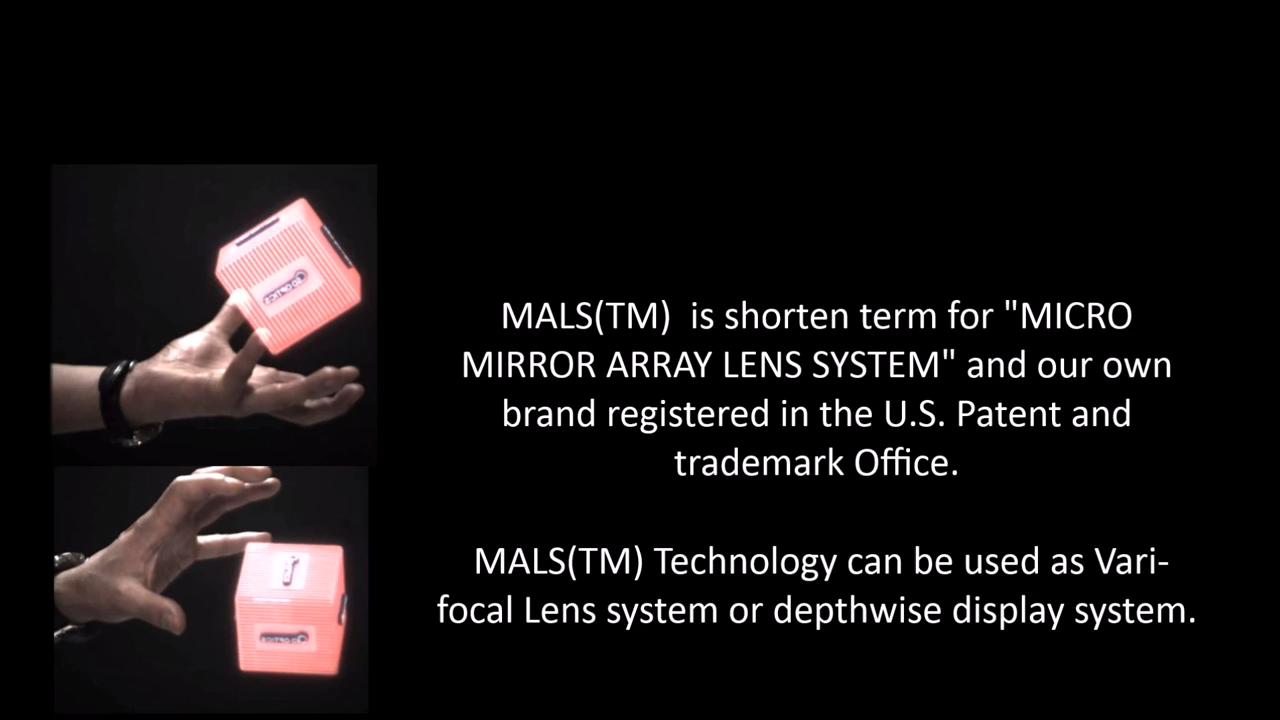 MALS(TM)  is shorten term for "MICRO
MIRROR ARRAY LENS SYSTEM" and our own
brand registered in the U.S. Patent and
trademark Office.
MALS(TM) Technology can be used as Vari-
focal Lens system or depthwise display system.